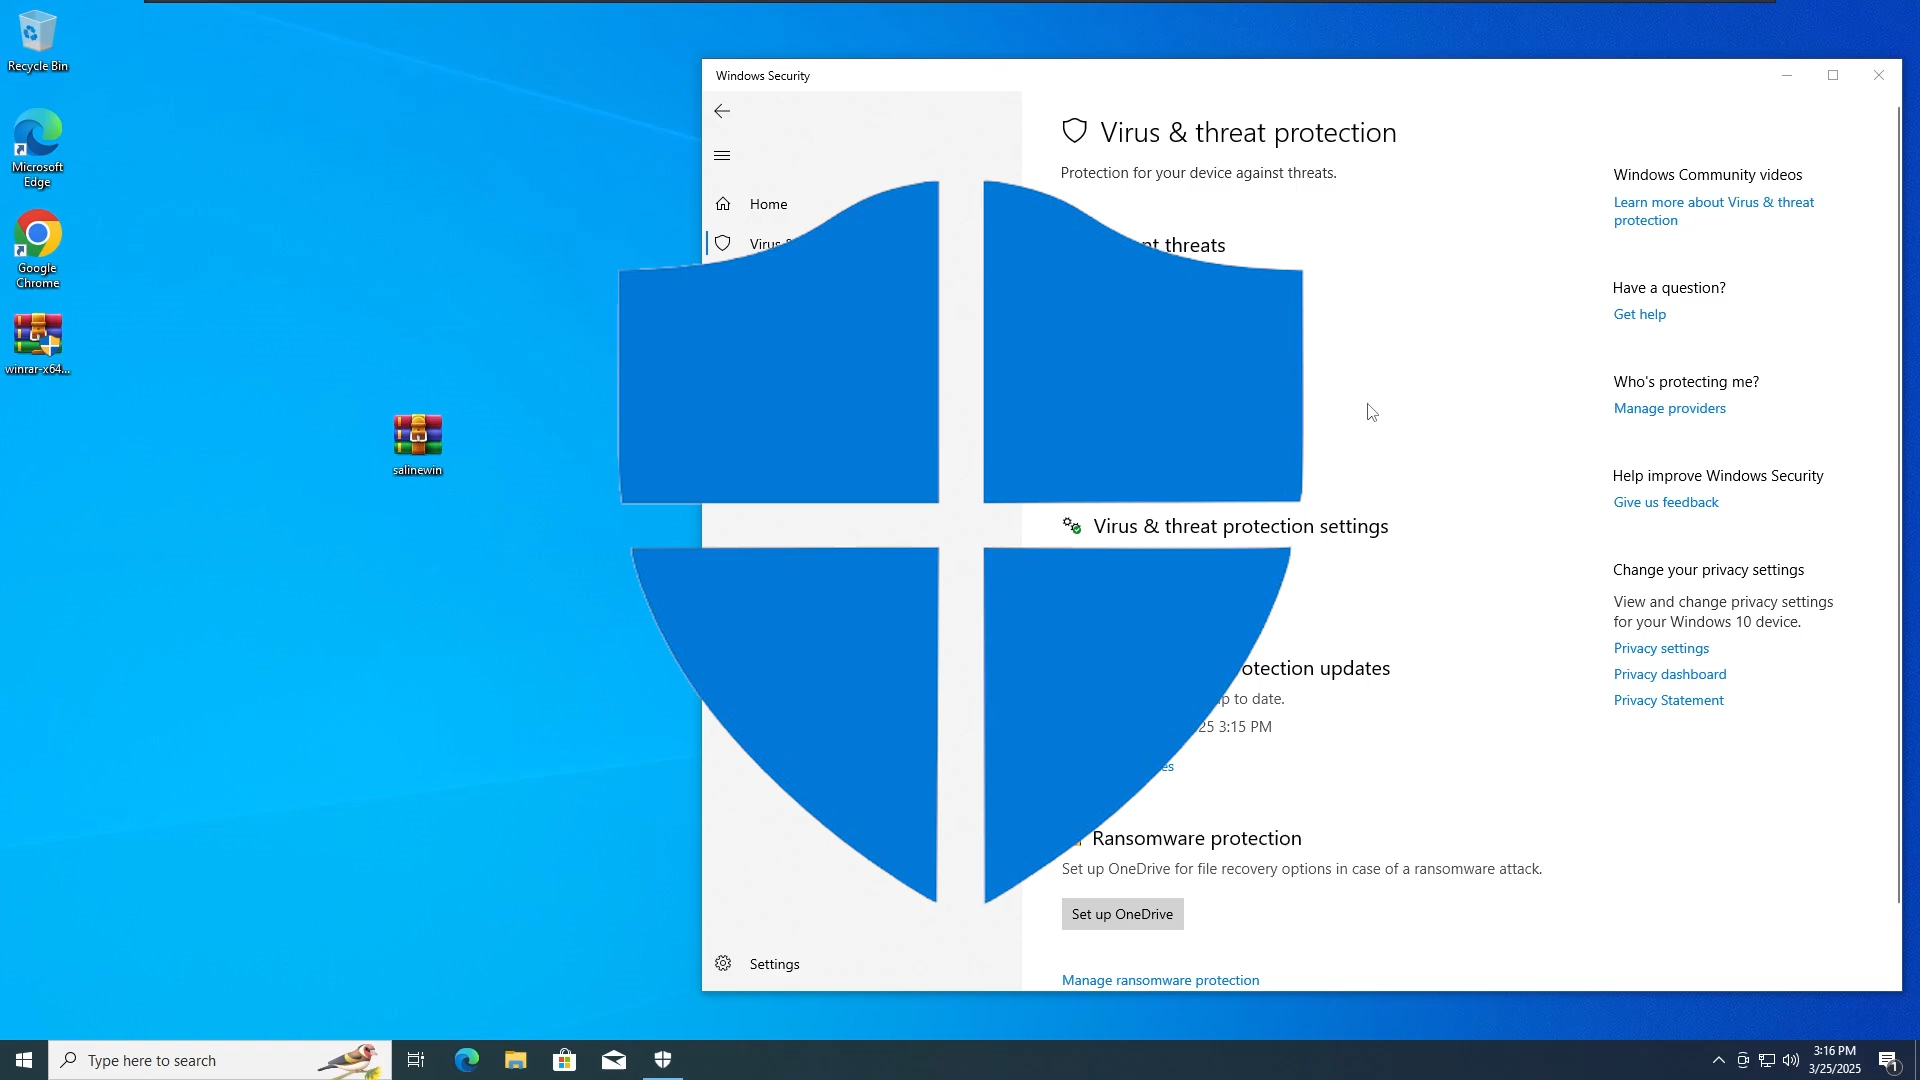 Recycle Bin
Microsoft
Edge
Google
Chrome
winrar-x64...
salinewin
Windows Security
Home
Virus &
Settings
Virus & threat protection
Protection for your device against threats.
nt threats
Virus & threat protection settings
otection updates
up to date.
25 3:15 PM
es
Ransomware protection
Set up OneDrive for file recovery options in case of a ransomware attack.
Set up OneDrive
Manage ransomware protection
Windows Community videos
Learn more about Virus & threat
protection
Have a question?
Get help
Who's protecting me?
Manage providers
Help improve Windows Security
Give us feedback
Change your privacy settings
View and change privacy settings
for your Windows 10 device.
Privacy settings
Privacy dashboard
Privacy Statement
Type here to search
3:16 PM
3/25/2025
1